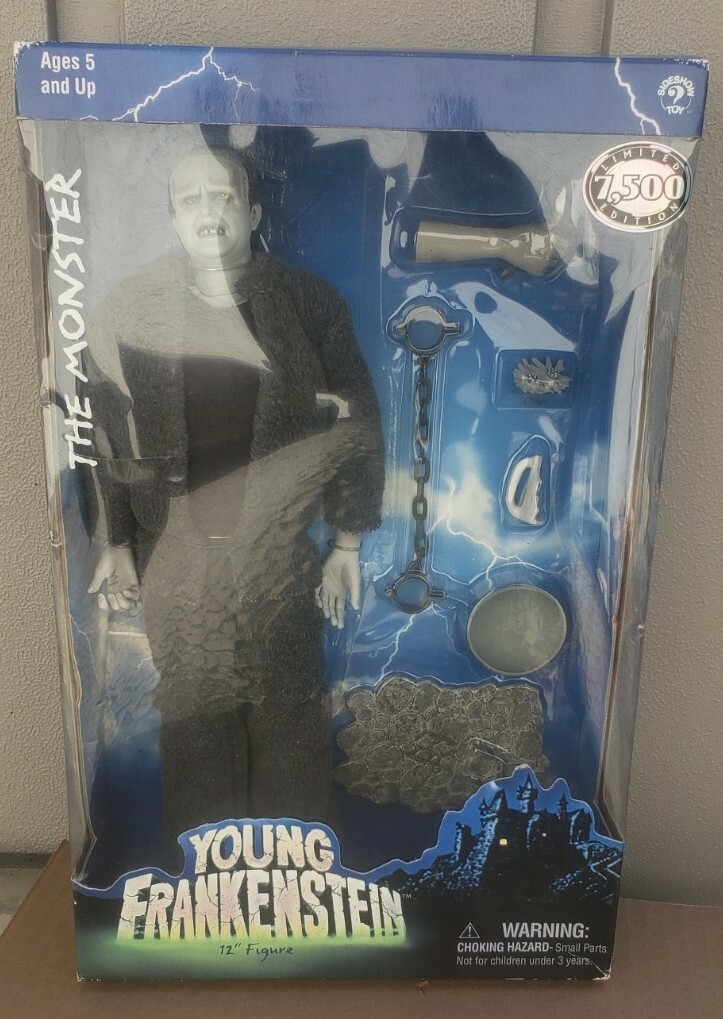 Ages 5
and Up
SIDESHOW
?
TOY
LIMITED
7,500
EDITION
THE MONSTER
YOUNG
FRANKENSTEIN™
12" Figure
WARNING:
CHOKING HAZARD- Small Parts
Not for children under 3 years.